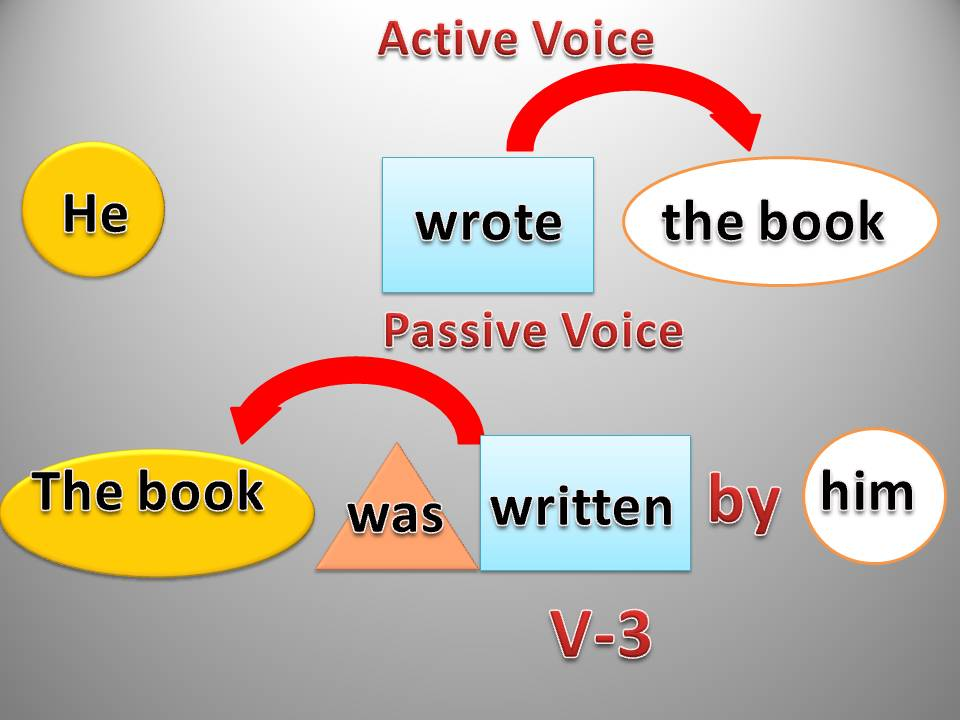 Active Voice
He wrote the book
Passive Voice
The book was written by him
V-3